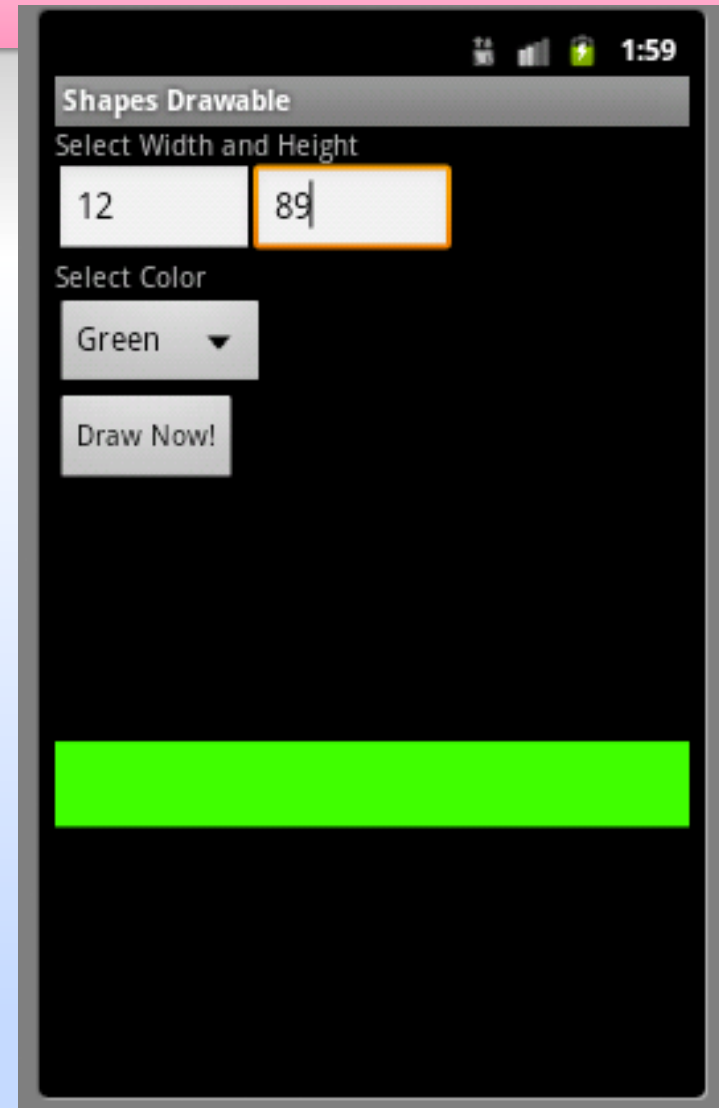 1:59
Shapes Drawable
Select Width and Height
12 89
Select Color
Green
Draw Now!